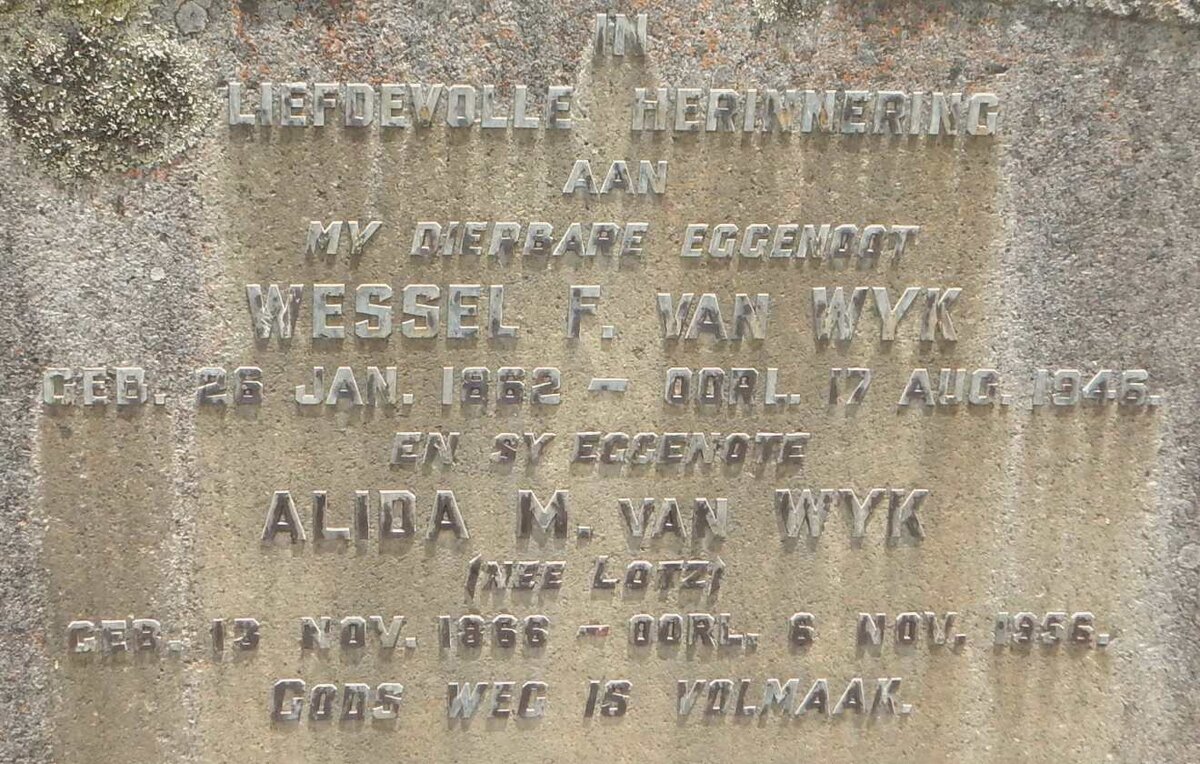 IN
LIEFDEVOLLE HERINNERING
AAN
MY DIERBARE EGGENOOT
WESSEL F. VAN WYK
GEB. 26 JAN. 1862 – OORL. 17 AUG. 1946.
EN SY EGGENOTE
ALIDA M. VAN WYK
(NEE LOTZ)
GEB. 13 NOV. 1866 – OORL. 6 NOV. 1956.
GODS WEG IS VOLMAAK.